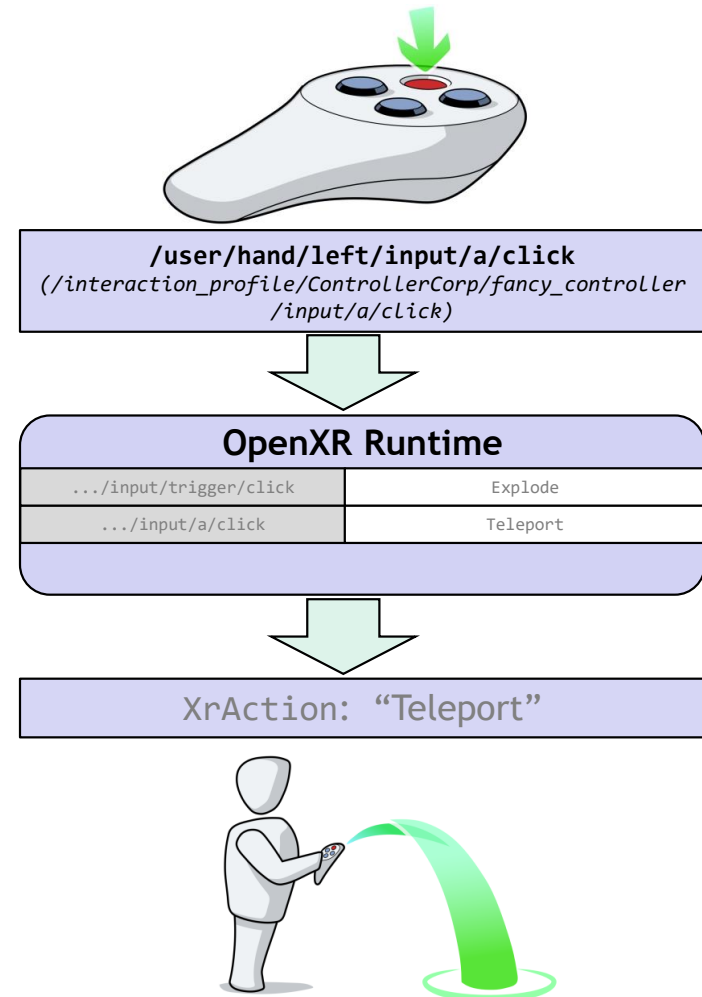 /user/hand/left/input/a/click
(/interaction_profile/ControllerCorp/fancy_controller
/input/a/click)
OpenXR Runtime
.../input/trigger/click Explode
.../input/a/click Teleport
XrAction: “Teleport”